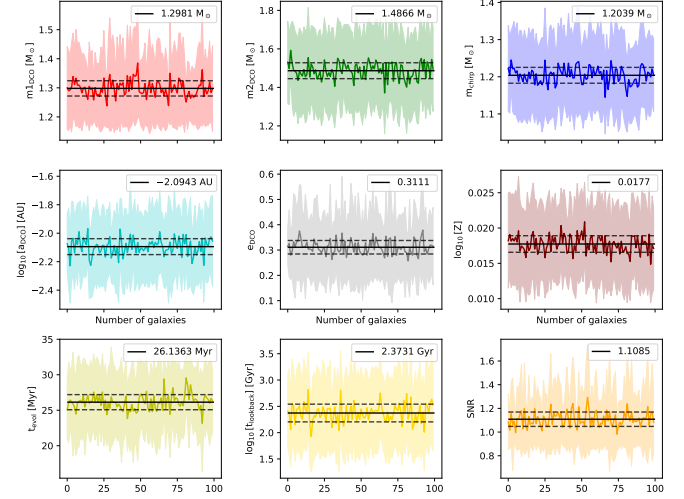 1.2981 M⊙
1.5
1.4
1.3
1.2
m1DCO [M⊙]
1.4866 M⊙
1.8
1.6
1.4
1.2
m2DCO [M⊙]
1.2039 M⊙
1.4
1.3
1.2
1.1
mchirp [M⊙]
−2.0943 AU
−1.6
−1.8
−2.0
−2.2
−2.4
log10 [aDCO] [AU]
Number of galaxies
0.3111
0.6
0.5
0.4
0.3
0.2
0.1
eDCO
Number of galaxies
0.0177
0.025
0.020
0.015
0.010
log10 [Z]
Number of galaxies
26.1363 Myr
35
30
25
20
tevol [Myr]
0 25 50 75 100
2.3731 Gyr
3.5
3.0
2.5
2.0
1.5
log10 [tlookback] [Gyr]
0 25 50 75 100
1.1085
1.6
1.4
1.2
1.0
0.8
SNR
0 25 50 75 100